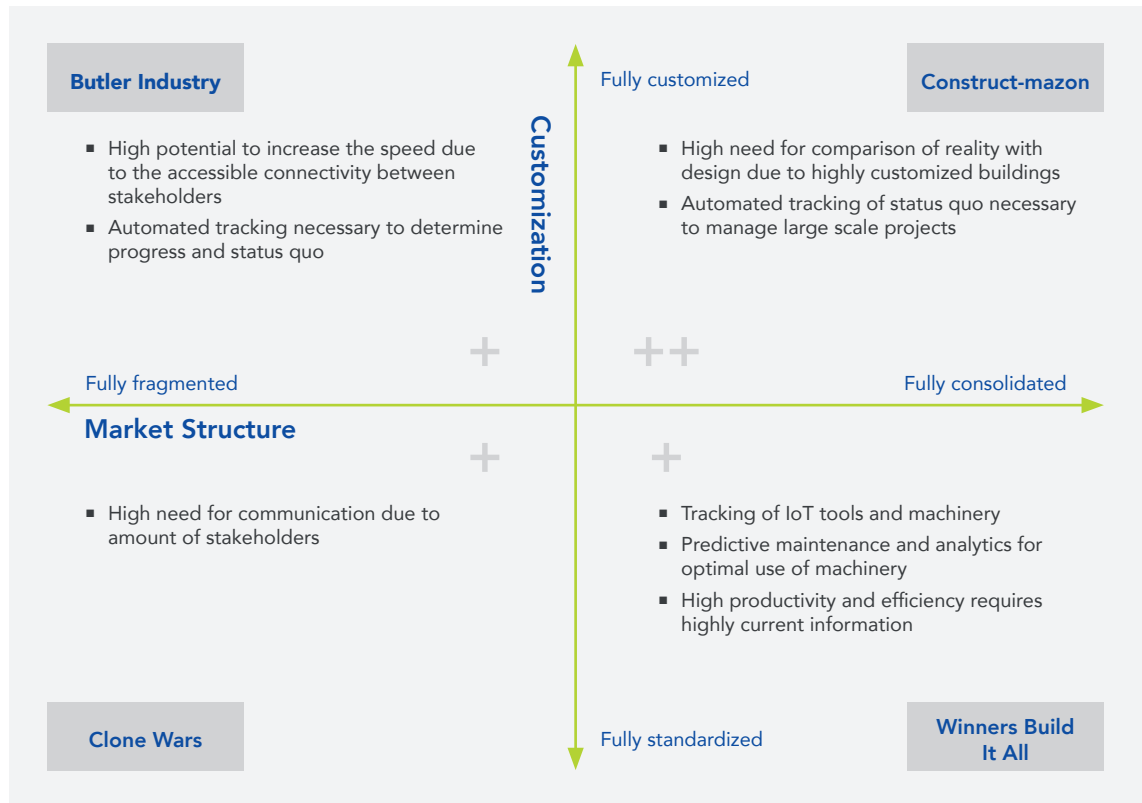 Butler Industry
Fully customized
Construct-mazon
Customization
▪ High potential to increase the speed due
to the accessible connectivity between
stakeholders
▪ Automated tracking necessary to determine
progress and status quo
▪ High need for comparison of reality with
design due to highly customized buildings
▪ Automated tracking of status quo necessary
to manage large scale projects
+
++
Fully fragmented
Fully consolidated
Market Structure
+
+
▪ High need for communication due to
amount of stakeholders
▪ Tracking of IoT tools and machinery
▪ Predictive maintenance and analytics for
optimal use of machinery
▪ High productivity and efficiency requires
highly current information
Clone Wars
Fully standardized
Winners Build
It All